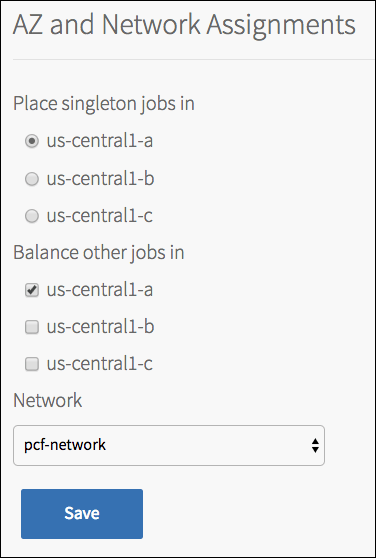 AZ and Network Assignments
Place singleton jobs in
us-central1-a
us-central1-b
us-central1-c
Balance other jobs in
us-central1-a
us-central1-b
us-central1-c
Network
pcf-network
Save